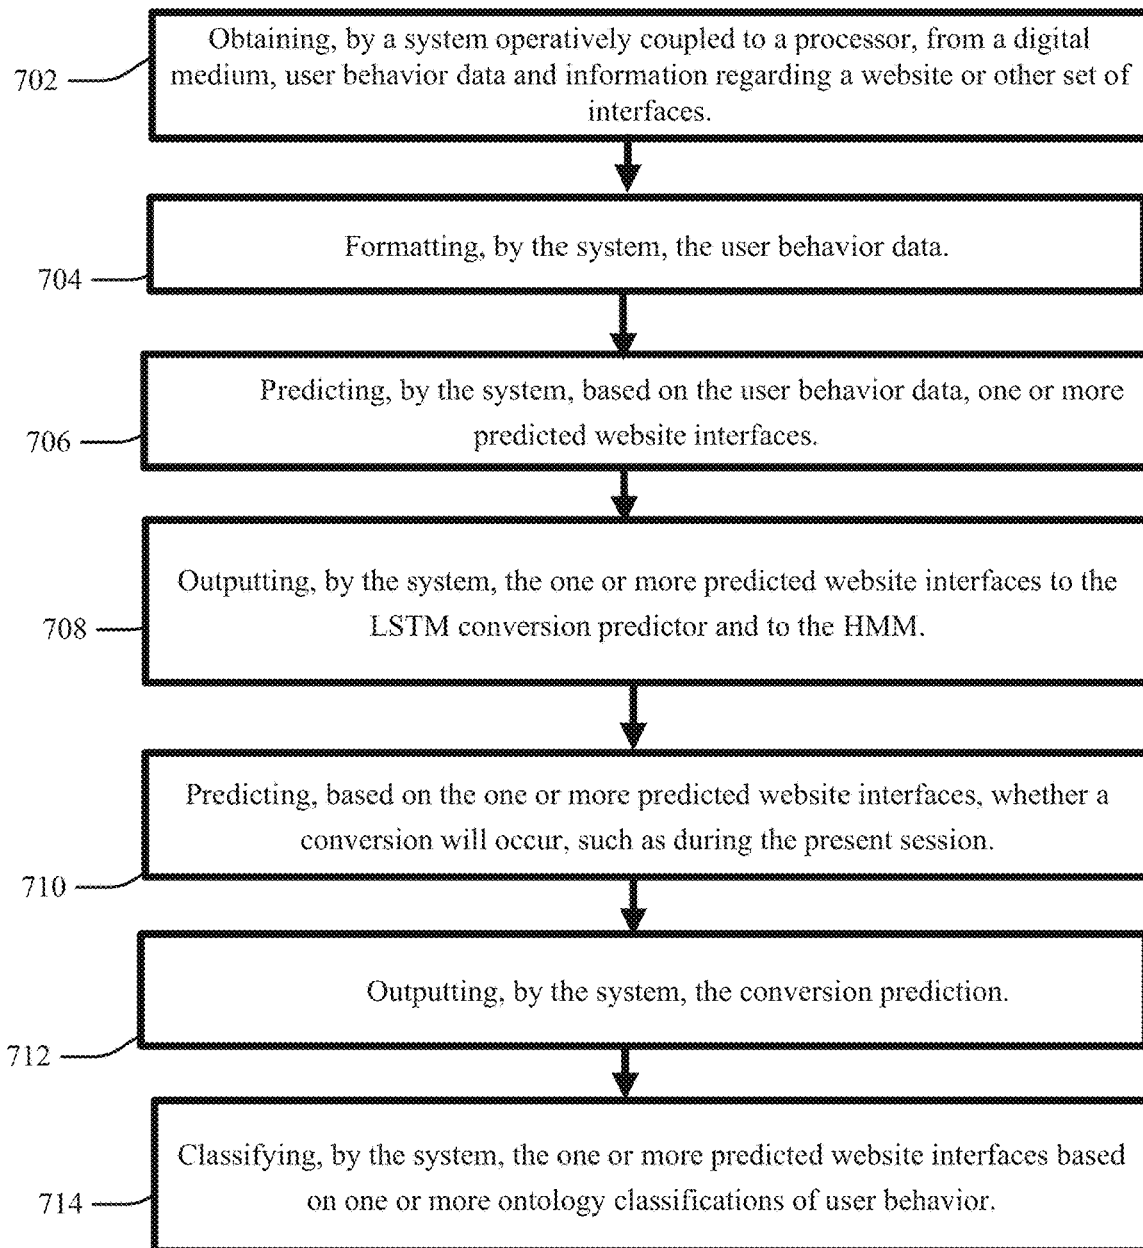 Obtaining, by a system operatively coupled to a processor, from a digital
702
medium, user behavior data and information regarding a website or other set of
interfaces.
Formatting, by the system, the user behavior data.
704
Predicting, by the system, based on the user behavior data, one or more
706
predicted website interfaces.
Outputting, by the system, the one or more predicted website interfaces to the
708
LSTM conversion predictor and to the HMM.
Predicting, based on the one or more predicted website interfaces, whether a
conversion will occur, such as during the present session.
710
Outputting, by the system, the conversion prediction.
712
Classifying, by the system, the one or more predicted website interfaces based
714
on one or more ontology classifications of user behavior.